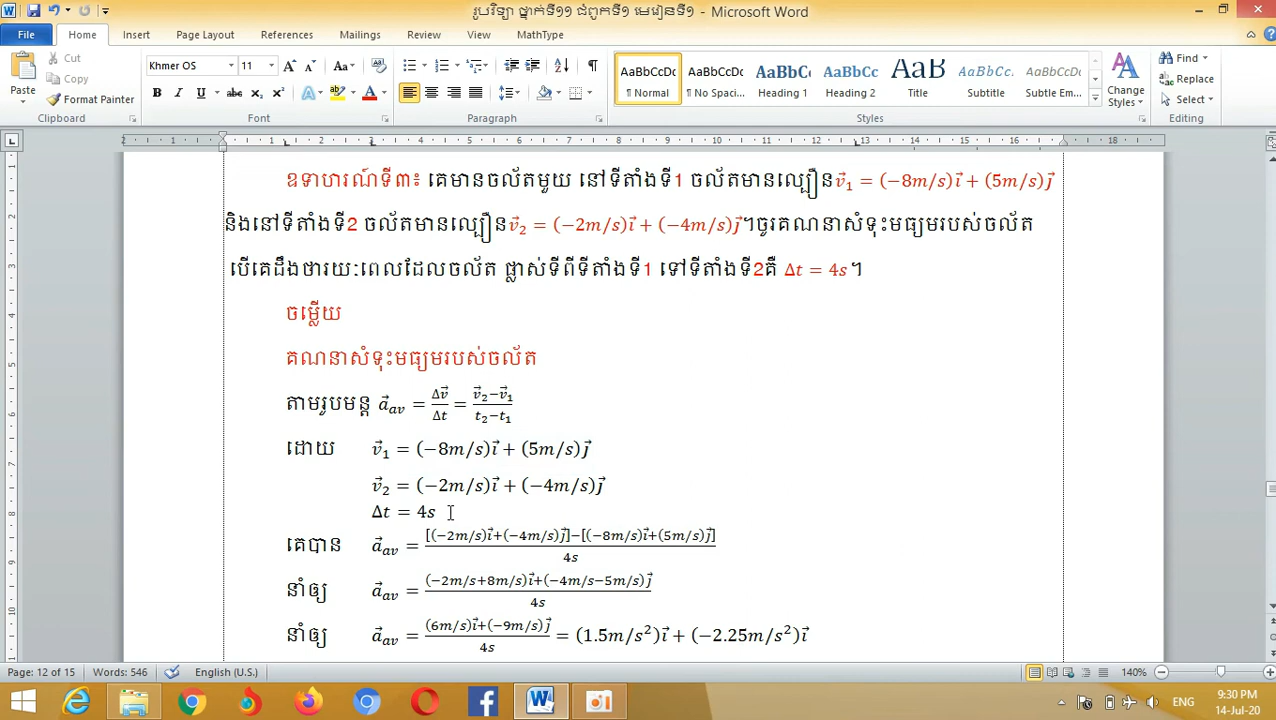 រូបវិទ្យា ថ្នាក់ទី១១ ជំពូកទី១ មេរៀនទី១ - Microsoft Word
File Home Insert Page Layout References Mailings Review View MathType
Cut
Copy
Format Painter
Paste
Clipboard
Khmer OS 11
Font
Paragraph
AaBbCcDc AaBbCcDc AaBbC AaBbCc AaB AaBbCcL AaBbCcDc
¶ Normal ¶ No Spaci... Heading 1 Heading 2 Title Subtitle Subtle Em...
Styles
Change Styles
Find
Replace
Select
Editing
ឧទាហរណ៍ទី៣៖ គេមានចល័តមួយ នៅទីតាំងទី1 ចល័តមានល្បឿន v⃗₁ = (−8m/s)i⃗ + (5m/s)j⃗
និងនៅទីតាំងទី2 ចល័តមានល្បឿន v⃗₂ = (−2m/s)i⃗ + (−4m/s)j⃗ ។ចូរគណនាសំទុះមធ្យមរបស់ចល័ត
បើគេដឹងថារយៈពេលដែលចល័ត ផ្លាស់ទីពីទីតាំងទី1 ទៅទីតាំងទី2គឺ Δt = 4s ។
ចម្លើយ
គណនាសំទុះមធ្យមរបស់ចល័ត
តាមរូបមន្ត a⃗av = Δv⃗/Δt = (v⃗₂−v⃗₁)/(t₂−t₁)
ដោយ v⃗₁ = (−8m/s)i⃗ + (5m/s)j⃗
v⃗₂ = (−2m/s)i⃗ + (−4m/s)j⃗
Δt = 4s
គេបាន a⃗av = [(−2m/s)i⃗+(−4m/s)j⃗]−[(−8m/s)i⃗+(5m/s)j⃗] / 4s
នាំឲ្យ a⃗av = (−2m/s+8m/s)i⃗+(−4m/s−5m/s)j⃗ / 4s
នាំឲ្យ a⃗av = (6m/s)i⃗+(−9m/s)j⃗ / 4s = (1.5m/s²)i⃗ + (−2.25m/s²)i⃗
Page: 12 of 15 Words: 546 English (U.S.) 140%
ENG 9:30 PM
14-Jul-20